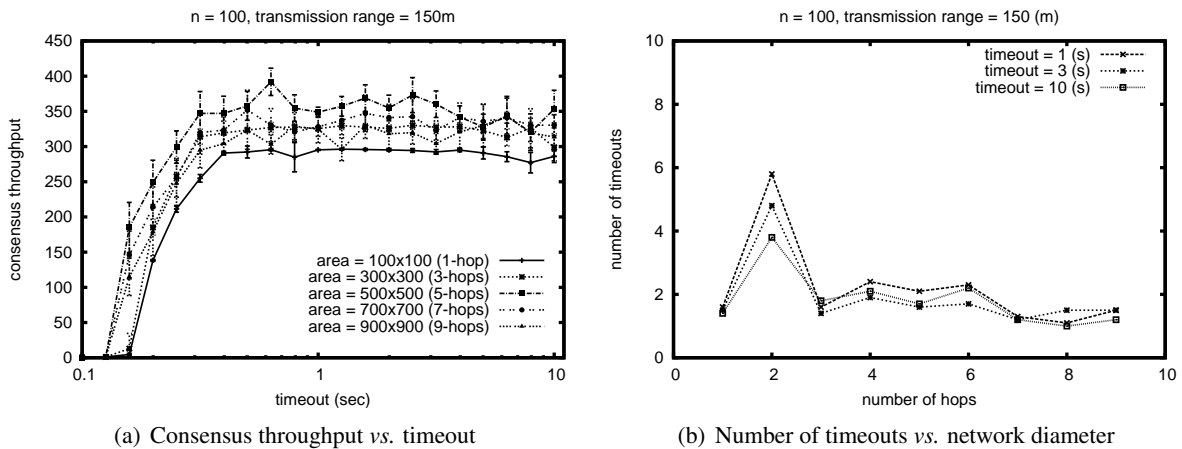 n = 100, transmission range = 150m
450
400
350
300
250
200
150
100
50
0
consensus throughput
area = 100x100 (1-hop)
area = 300x300 (3-hops)
area = 500x500 (5-hops)
area = 700x700 (7-hops)
area = 900x900 (9-hops)
0.1
1
10
timeout (sec)
(a) Consensus throughput vs. timeout
n = 100, transmission range = 150 (m)
10
8
6
4
2
0
number of timeouts
timeout = 1 (s)
timeout = 3 (s)
timeout = 10 (s)
0
2
4
6
8
10
number of hops
(b) Number of timeouts vs. network diameter